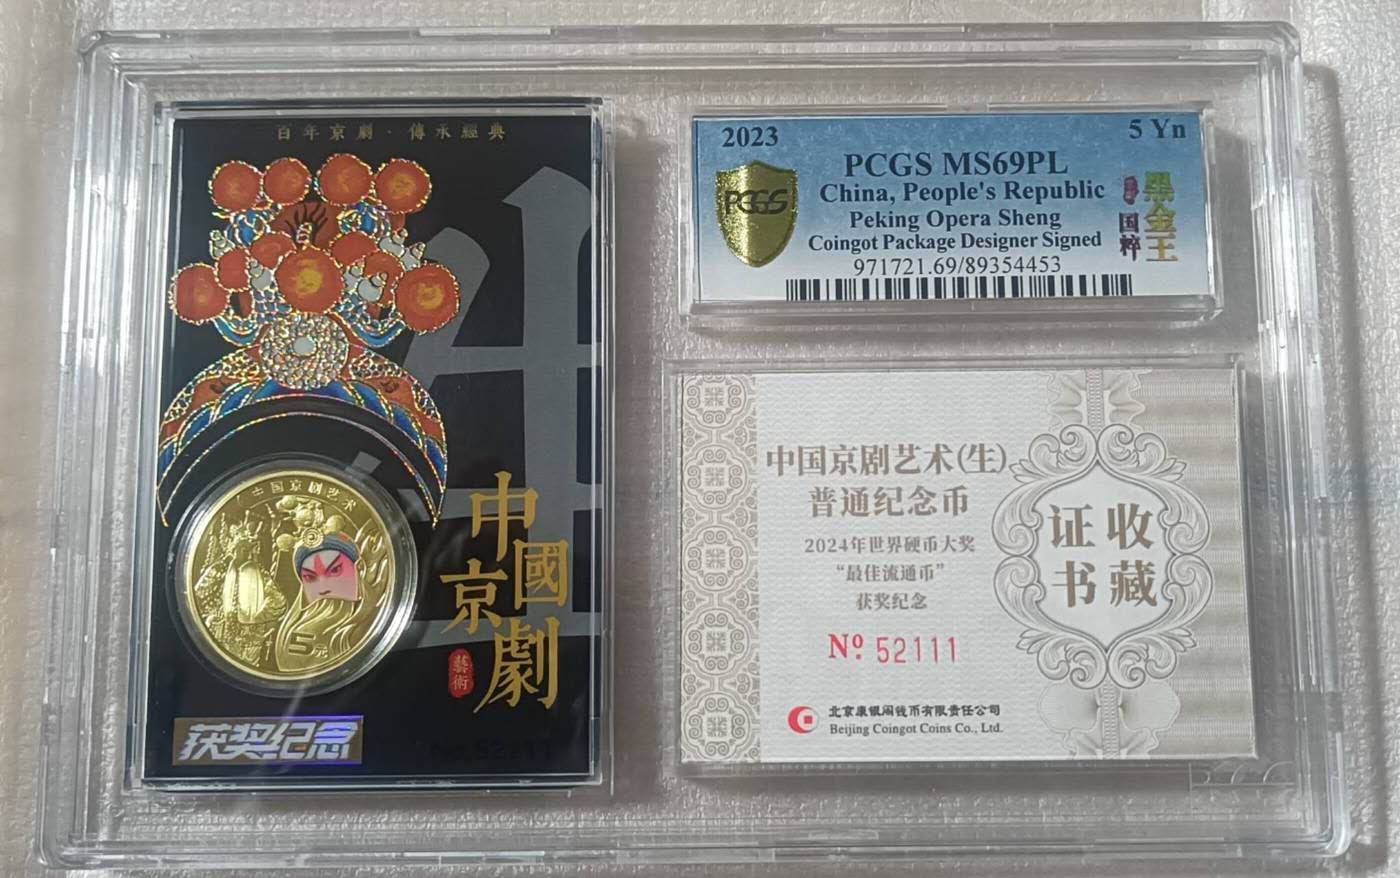 百年京劇·傳承經典
生
中国京剧艺术
5元
中國京劇
藝術
获奖纪念
2023
5 Yn
PCGS MS69PL
China, People's Republic
Peking Opera Sheng
Coingot Package Designer Signed
971721.69/89354453
PCGS
国粹
黑金王
中国京剧艺术(生)
普通纪念币
2024年世界硬币大奖
“最佳流通币”
获奖纪念
Nº 52111
收藏
证书
北京康银阁钱币有限责任公司
Beijing Coingot Coins Co., Ltd.